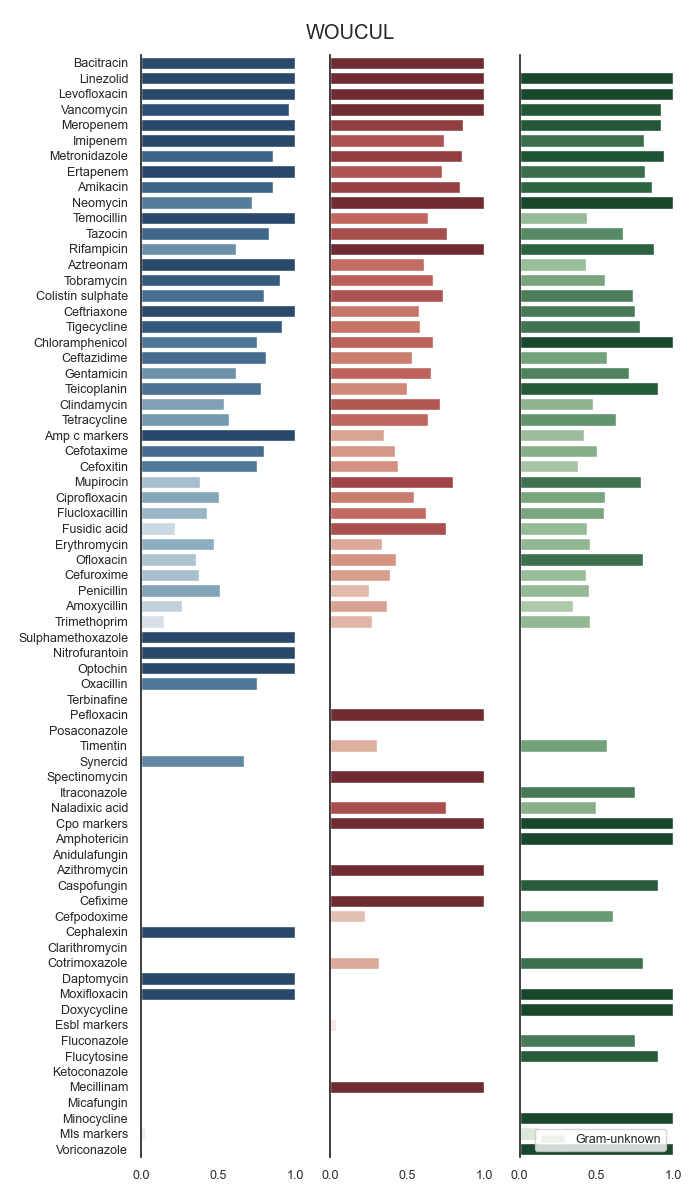 WOUCUL
Bacitracin
Linezolid
Levofloxacin
Vancomycin
Meropenem
Imipenem
Metronidazole
Ertapenem
Amikacin
Neomycin
Temocillin
Tazocin
Rifampicin
Aztreonam
Tobramycin
Colistin sulphate
Ceftriaxone
Tigecycline
Chloramphenicol
Ceftazidime
Gentamicin
Teicoplanin
Clindamycin
Tetracycline
Amp c markers
Cefotaxime
Cefoxitin
Mupirocin
Ciprofloxacin
Flucloxacillin
Fusidic acid
Erythromycin
Ofloxacin
Cefuroxime
Penicillin
Amoxycillin
Trimethoprim
Sulphamethoxazole
Nitrofurantoin
Optochin
Oxacillin
Terbinafine
Pefloxacin
Posaconazole
Timentin
Synercid
Spectinomycin
Itraconazole
Naladixic acid
Cpo markers
Amphotericin
Anidulafungin
Azithromycin
Caspofungin
Cefixime
Cefpodoxime
Cephalexin
Clarithromycin
Cotrimoxazole
Daptomycin
Moxifloxacin
Doxycycline
Esbl markers
Fluconazole
Flucytosine
Ketoconazole
Mecillinam
Micafungin
Minocycline
Mls markers
Gram-unknown
Voriconazole
0.0 0.5 1.0 0.0 0.5 1.0 0.0 0.5 1.0